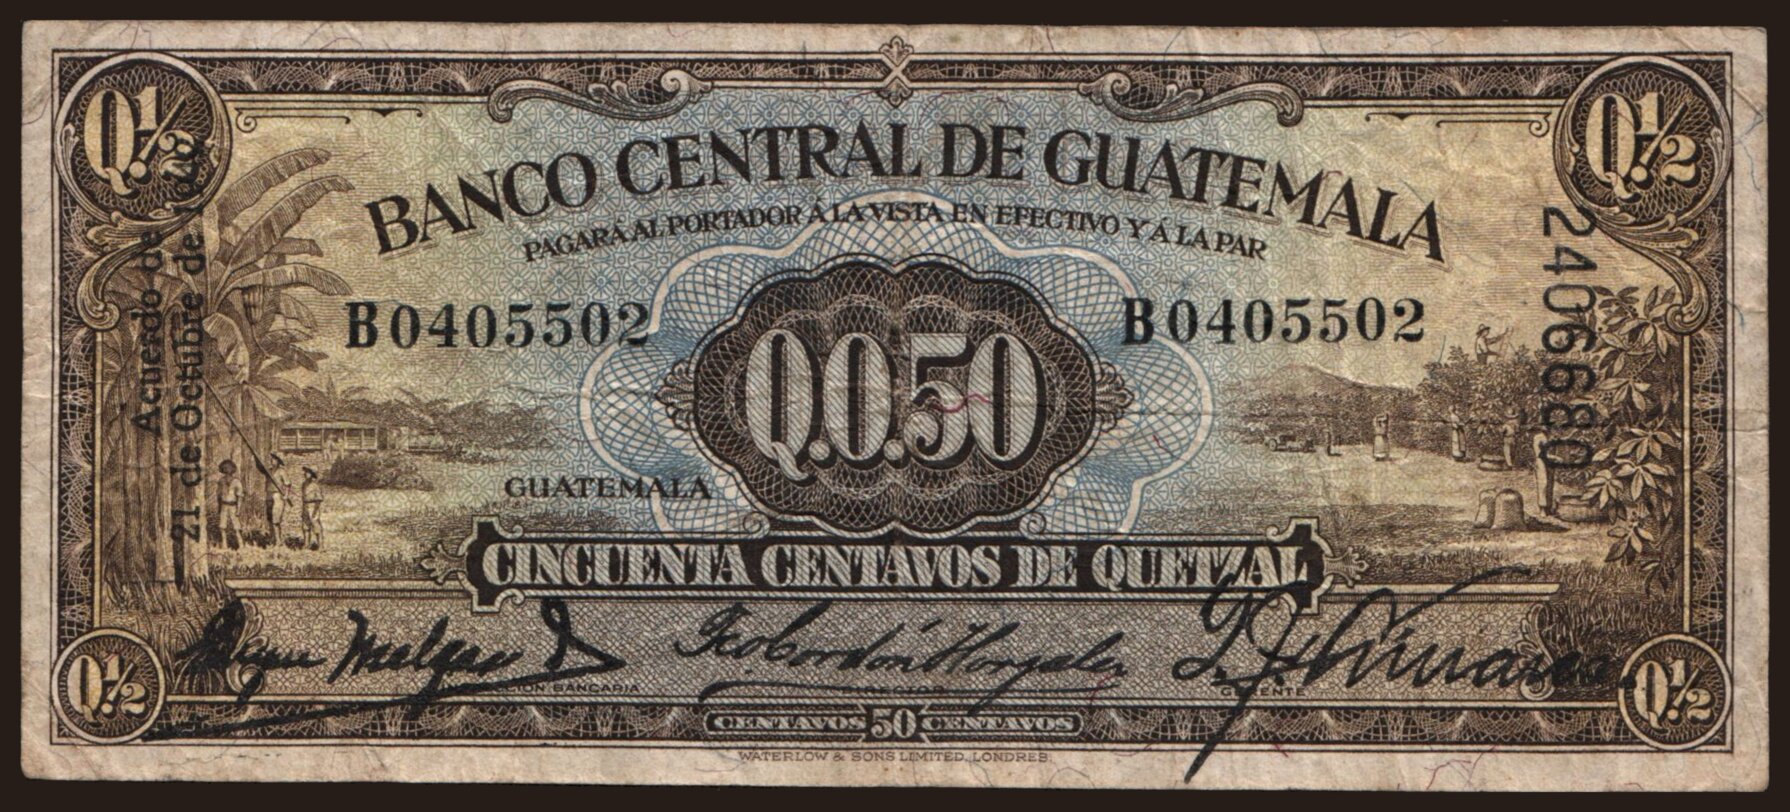 Q½
Q½
BANCO CENTRAL DE GUATEMALA
PAGARÁ AL PORTADOR Á LA VISTA EN EFECTIVO Y Á LA PAR
Acuerdo de
21 de Octubre de
2406680
B0405502
B0405502
Q.0.50
GUATEMALA
CINCUENTA CENTAVOS DE QUETZAL
BANCARIA
DIRECTOR
GERENTE
Q½
Q½
CENTAVOS 50 CENTAVOS
WATERLOW & SONS LIMITED, LONDRES.